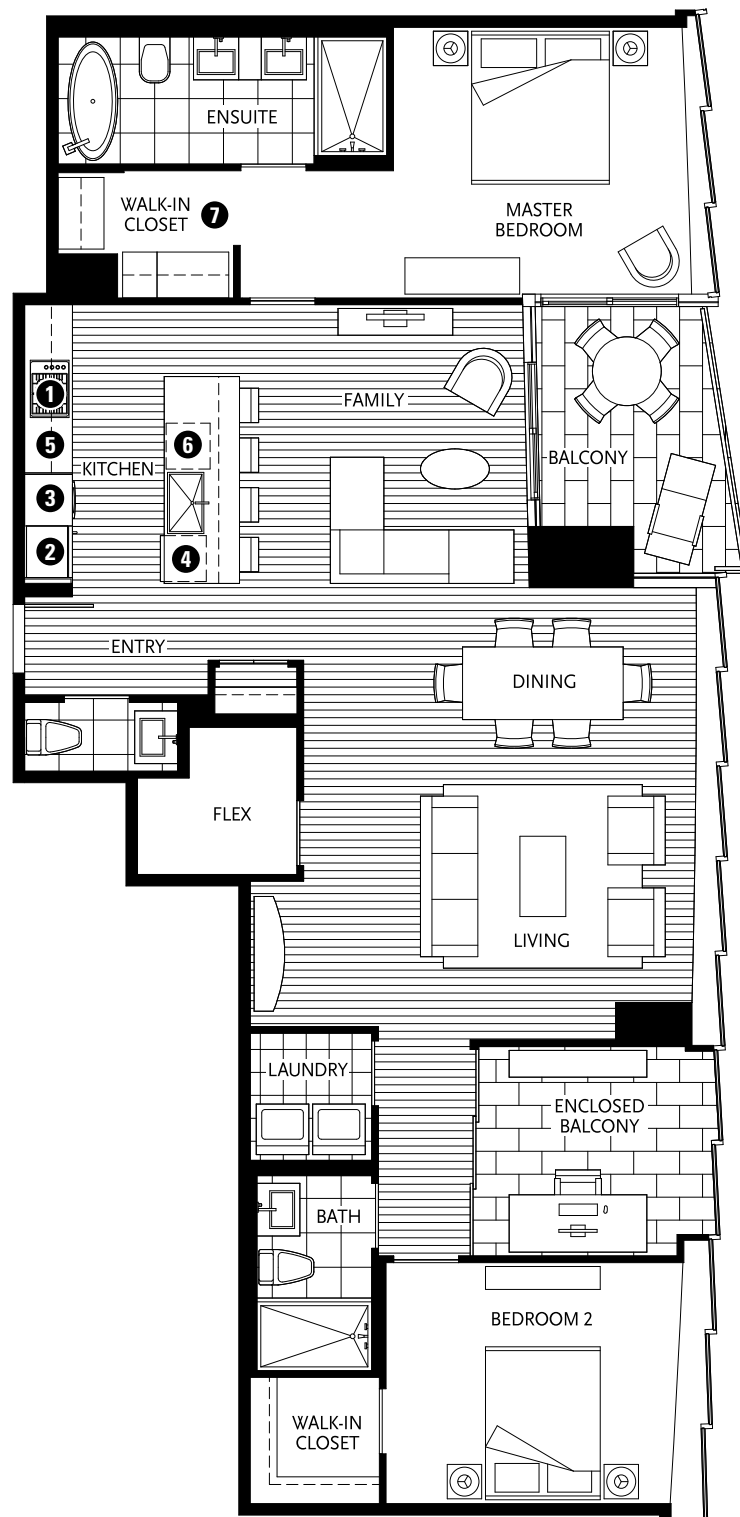 ENSUITE
WALK-IN
CLOSET
7
MASTER
BEDROOM
1
FAMILY
5
6
KITCHEN
BALCONY
3
2
4
ENTRY
DINING
FLEX
LIVING
LAUNDRY
ENCLOSED
BALCONY
BATH
BEDROOM 2
WALK-IN
CLOSET